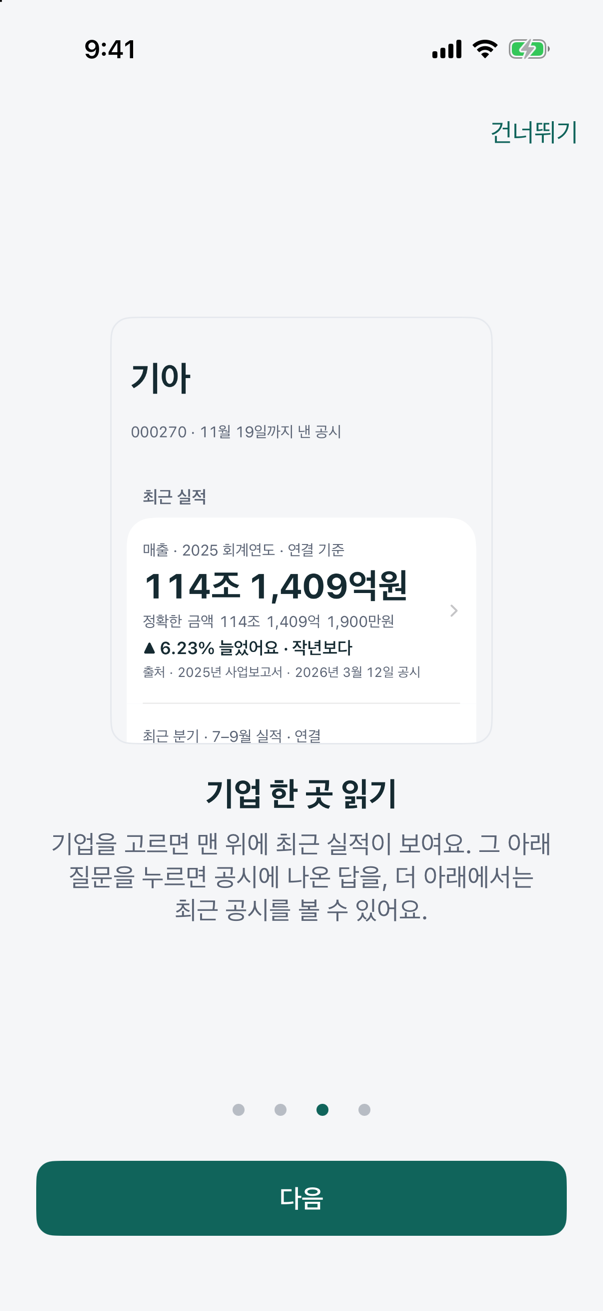 9:41
건너뛰기
기아
000270 · 11월 19일까지 낸 공시
최근 실적
매출 · 2025 회계연도 · 연결 기준
114조 1,409억원
정확한 금액 114조 1,409억 1,900만원
▲ 6.23% 늘었어요 · 작년보다
출처 · 2025년 사업보고서 · 2026년 3월 12일 공시
최근 분기 · 7–9월 실적 · 연결
기업 한 곳 읽기
기업을 고르면 맨 위에 최근 실적이 보여요. 그 아래
질문을 누르면 공시에 나온 답을, 더 아래에서는
최근 공시를 볼 수 있어요.
다음